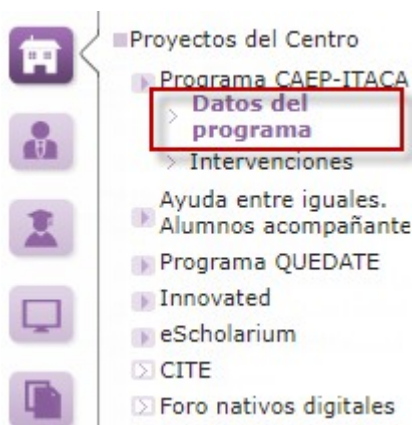 Proyectos del Centro
Programa CAEP-ITACA
Datos del
programa
Intervenciones
Ayuda entre iguales.
Alumnos acompañante
Programa QUEDATE
Innovated
eScholarium
CITE
Foro nativos digitales